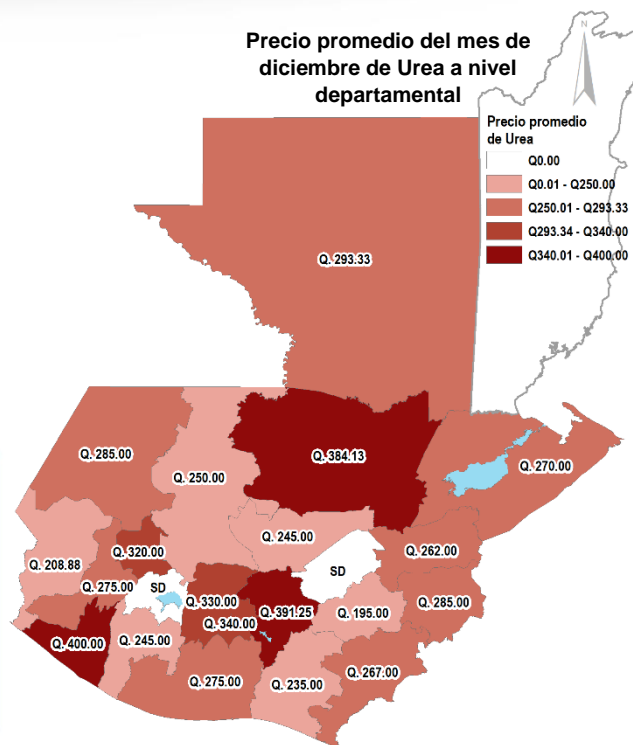 Precio promedio del mes de
diciembre de Urea a nivel
departamental
N
Precio promedio
de Urea
Q0.00
Q0.01 - Q250.00
Q250.01 - Q293.33
Q293.34 - Q340.00
Q340.01 - Q400.00
Q. 293.33
Q. 285.00
Q. 250.00
Q. 384.13
Q. 270.00
Q. 245.00
Q. 320.00
Q. 262.00
Q. 208.88
SD
Q. 275.00
SD
Q. 330.00
Q. 391.25
Q. 195.00
Q. 285.00
Q. 340.00
Q. 400.00
Q. 245.00
Q. 267.00
Q. 275.00
Q. 235.00